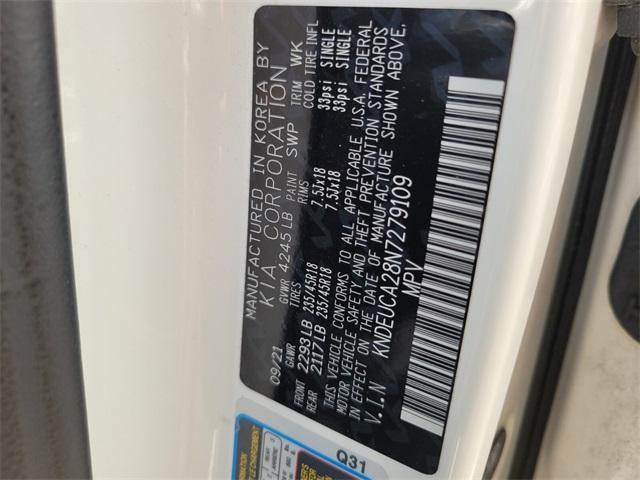 MANUFACTURED IN KOREA BY
KIA CORPORATION
09/21 GVWR 4245LB PAINT SWP TRIM WK
GAWR TIRES RIMS COLD TIRE INFL
FRONT 2293LB 235/45R18 7.5Jx18 33psi SINGLE
REAR 2117LB 235/45R18 7.5Jx18 33psi SINGLE
THIS VEHICLE CONFORMS TO ALL APPLICABLE U.S.A. FEDERAL
MOTOR VEHICLE SAFETY AND THEFT PREVENTION STANDARDS
IN EFFECT ON THE DATE OF MANUFACTURE SHOWN ABOVE.
V.I.N KNDEUCA28N7279109
MPV
Q31